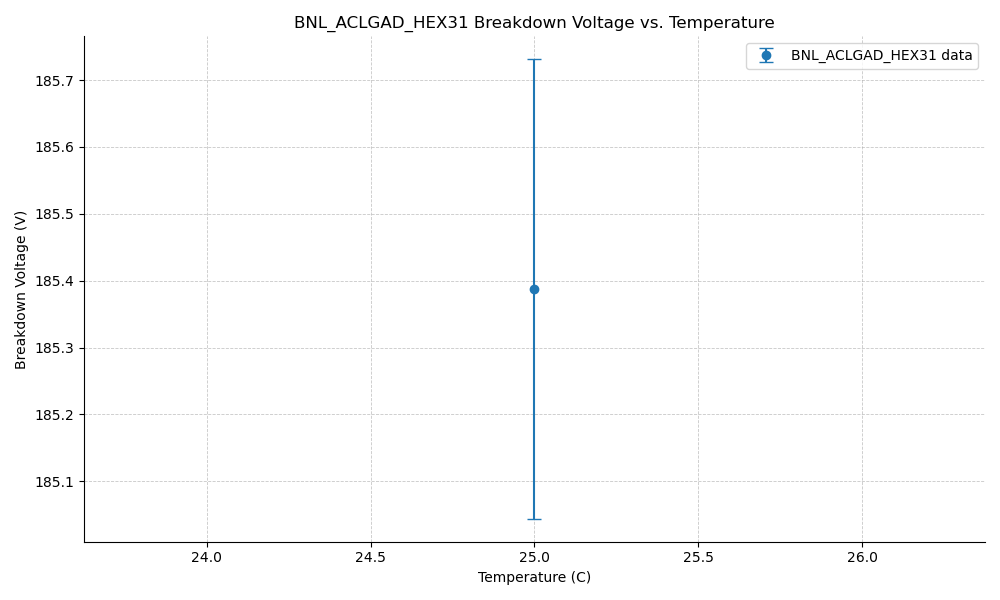 BNL_ACLGAD_HEX31 Breakdown Voltage vs. Temperature
BNL_ACLGAD_HEX31 data
Breakdown Voltage (V)
185.7
185.6
185.5
185.4
185.3
185.2
185.1
24.0 24.5 25.0 25.5 26.0
Temperature (C)